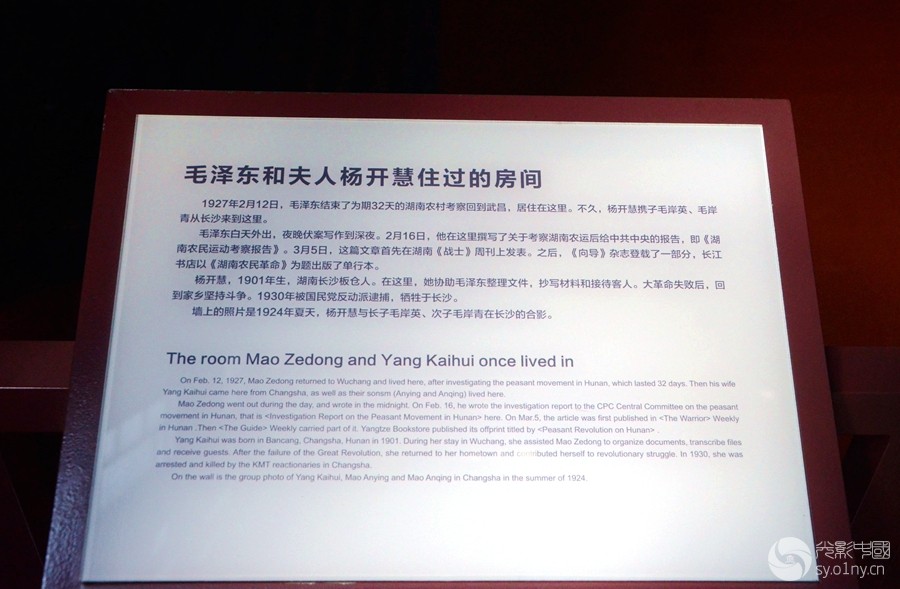 毛泽东和夫人杨开慧住过的房间
1927年2月12日，毛泽东结束了为期32天的湖南农村考察回到武昌，居住在这里。不久，杨开慧携子毛岸英、毛岸
青从长沙来到这里。
毛泽东白天外出，夜晚伏案写作到深夜。2月16日，他在这里撰写了关于考察湖南农运后给中共中央的报告，即《湖
南农民运动考察报告》。3月5日，这篇文章首先在湖南《战士》周刊上发表。之后，《向导》杂志登载了一部分，长江
书店以《湖南农民革命》为题出版了单行本。
杨开慧，1901年生，湖南长沙板仓人。在这里，她协助毛泽东整理文件，抄写材料和接待客人。大革命失败后，回
到家乡坚持斗争。1930年被国民党反动派逮捕，牺牲于长沙。
墙上的照片是1924年夏天，杨开慧与长子毛岸英、次子毛岸青在长沙的合影。
The room Mao Zedong and Yang Kaihui once lived in
On Feb. 12, 1927, Mao Zedong returned to Wuchang and lived here, after investigating the peasant movement in Hunan, which lasted 32 days. Then his wife
Yang Kaihui came here from Changsha, as well as their sonsm (Anying and Anqing) lived here.
Mao Zedong went out during the day, and wrote in the midnight. On Feb. 16, he wrote the investigation report to the CPC Central Committee on the peasant
movement in Hunan, that is <Investigation Report on the Peasant Movement in Hunan> here. On Mar.5, the article was first published in <The Warrior> Weekly
in Hunan .Then <The Guide> Weekly carried part of it. Yangtze Bookstore published its offprint titled by <Peasant Revolution on Hunan> .
Yang Kaihui was born in Bancang, Changsha, Hunan in 1901. During her stay in Wuchang, she assisted Mao Zedong to organize documents, transcribe files
and receive guests. After the failure of the Great Revolution, she returned to her hometown and contributed herself to revolutionary struggle. In 1930, she was
arrested and killed by the KMT reactionaries in Changsha.
On the wall is the group photo of Yang Kaihui, Mao Anying and Mao Anqing in Changsha in the summer of 1924.
光影中國
sy.o1ny.cn